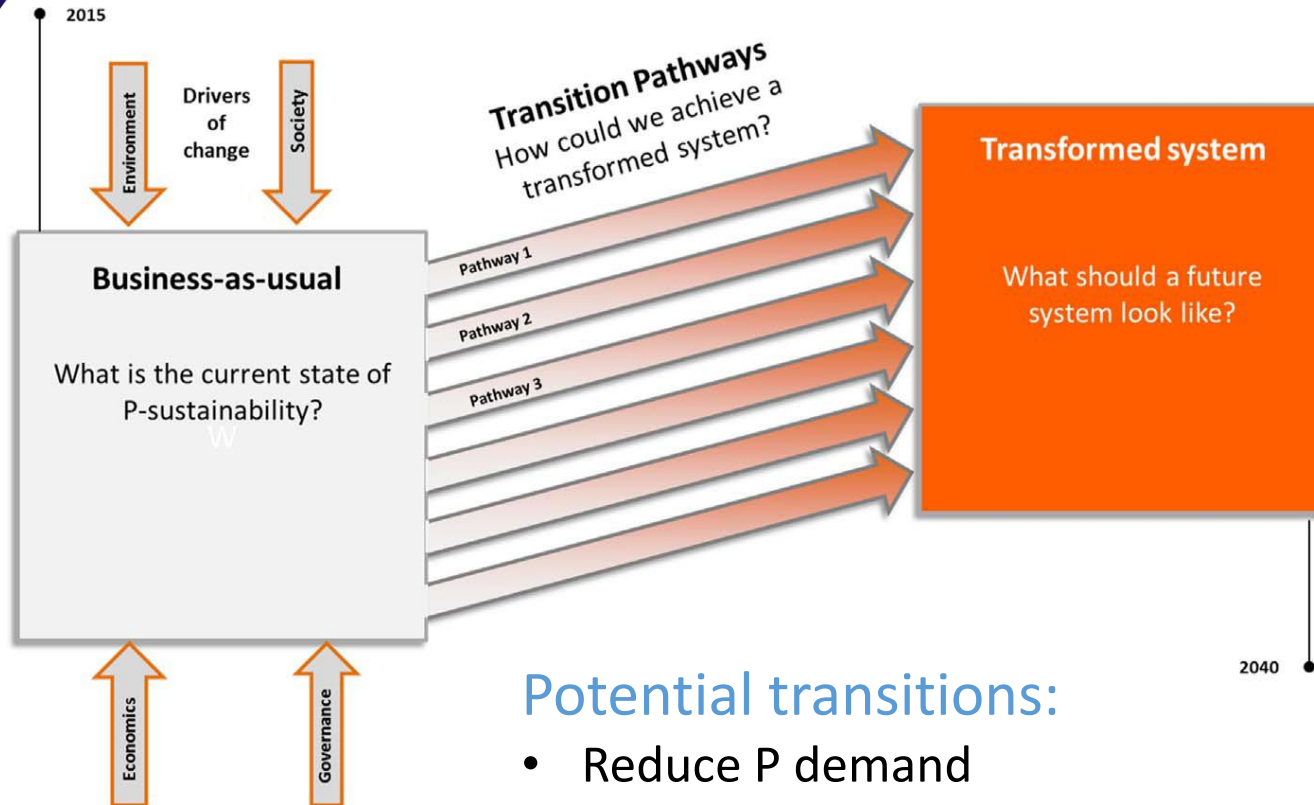 2015
Environment
Drivers
of
change
Society
Transition Pathways
How could we achieve a
transformed system?
Business-as-usual
What is the current state of
P-sustainability?
W
Pathway 1
Pathway 2
Pathway 3
Transformed system
What should a future
system look like?
2040
Economics
Governance
Potential transitions:
• Reduce P demand